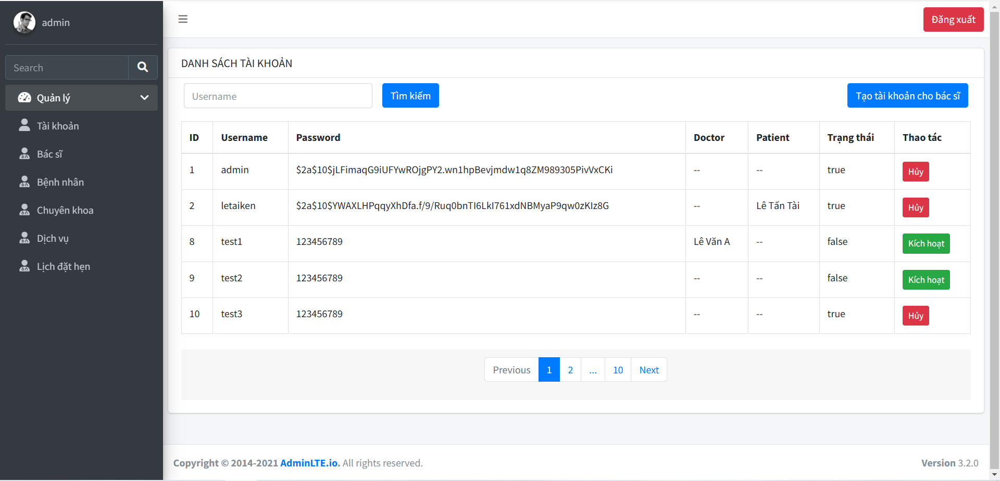 admin
Đăng xuất
Search
Quản lý
Tài khoản
Bác sĩ
Bệnh nhân
Chuyên khoa
Dịch vụ
Lịch đặt hẹn
DANH SÁCH TÀI KHOẢN
Username Tìm kiếm Tạo tài khoản cho bác sĩ
ID Username Password Doctor Patient Trạng thái Thao tác
1 admin $2a$10$jLFimaqG9iUFYwROjgPY2.wn1hpBevjmdw1q8ZM989305PivVxCKi -- -- true Hủy
2 letaiken $2a$10$YWAXLHPqqyXhDfa.f/9/Ruq0bnTI6LkI761xdNBMyaP9qw0zKIz8G -- Lê Tấn Tài true Hủy
8 test1 123456789 Lê Văn A -- false Kích hoạt
9 test2 123456789 -- -- false Kích hoạt
10 test3 123456789 -- -- true Hủy
Previous 1 2 ... 10 Next
Copyright © 2014-2021 AdminLTE.io. All rights reserved. Version 3.2.0